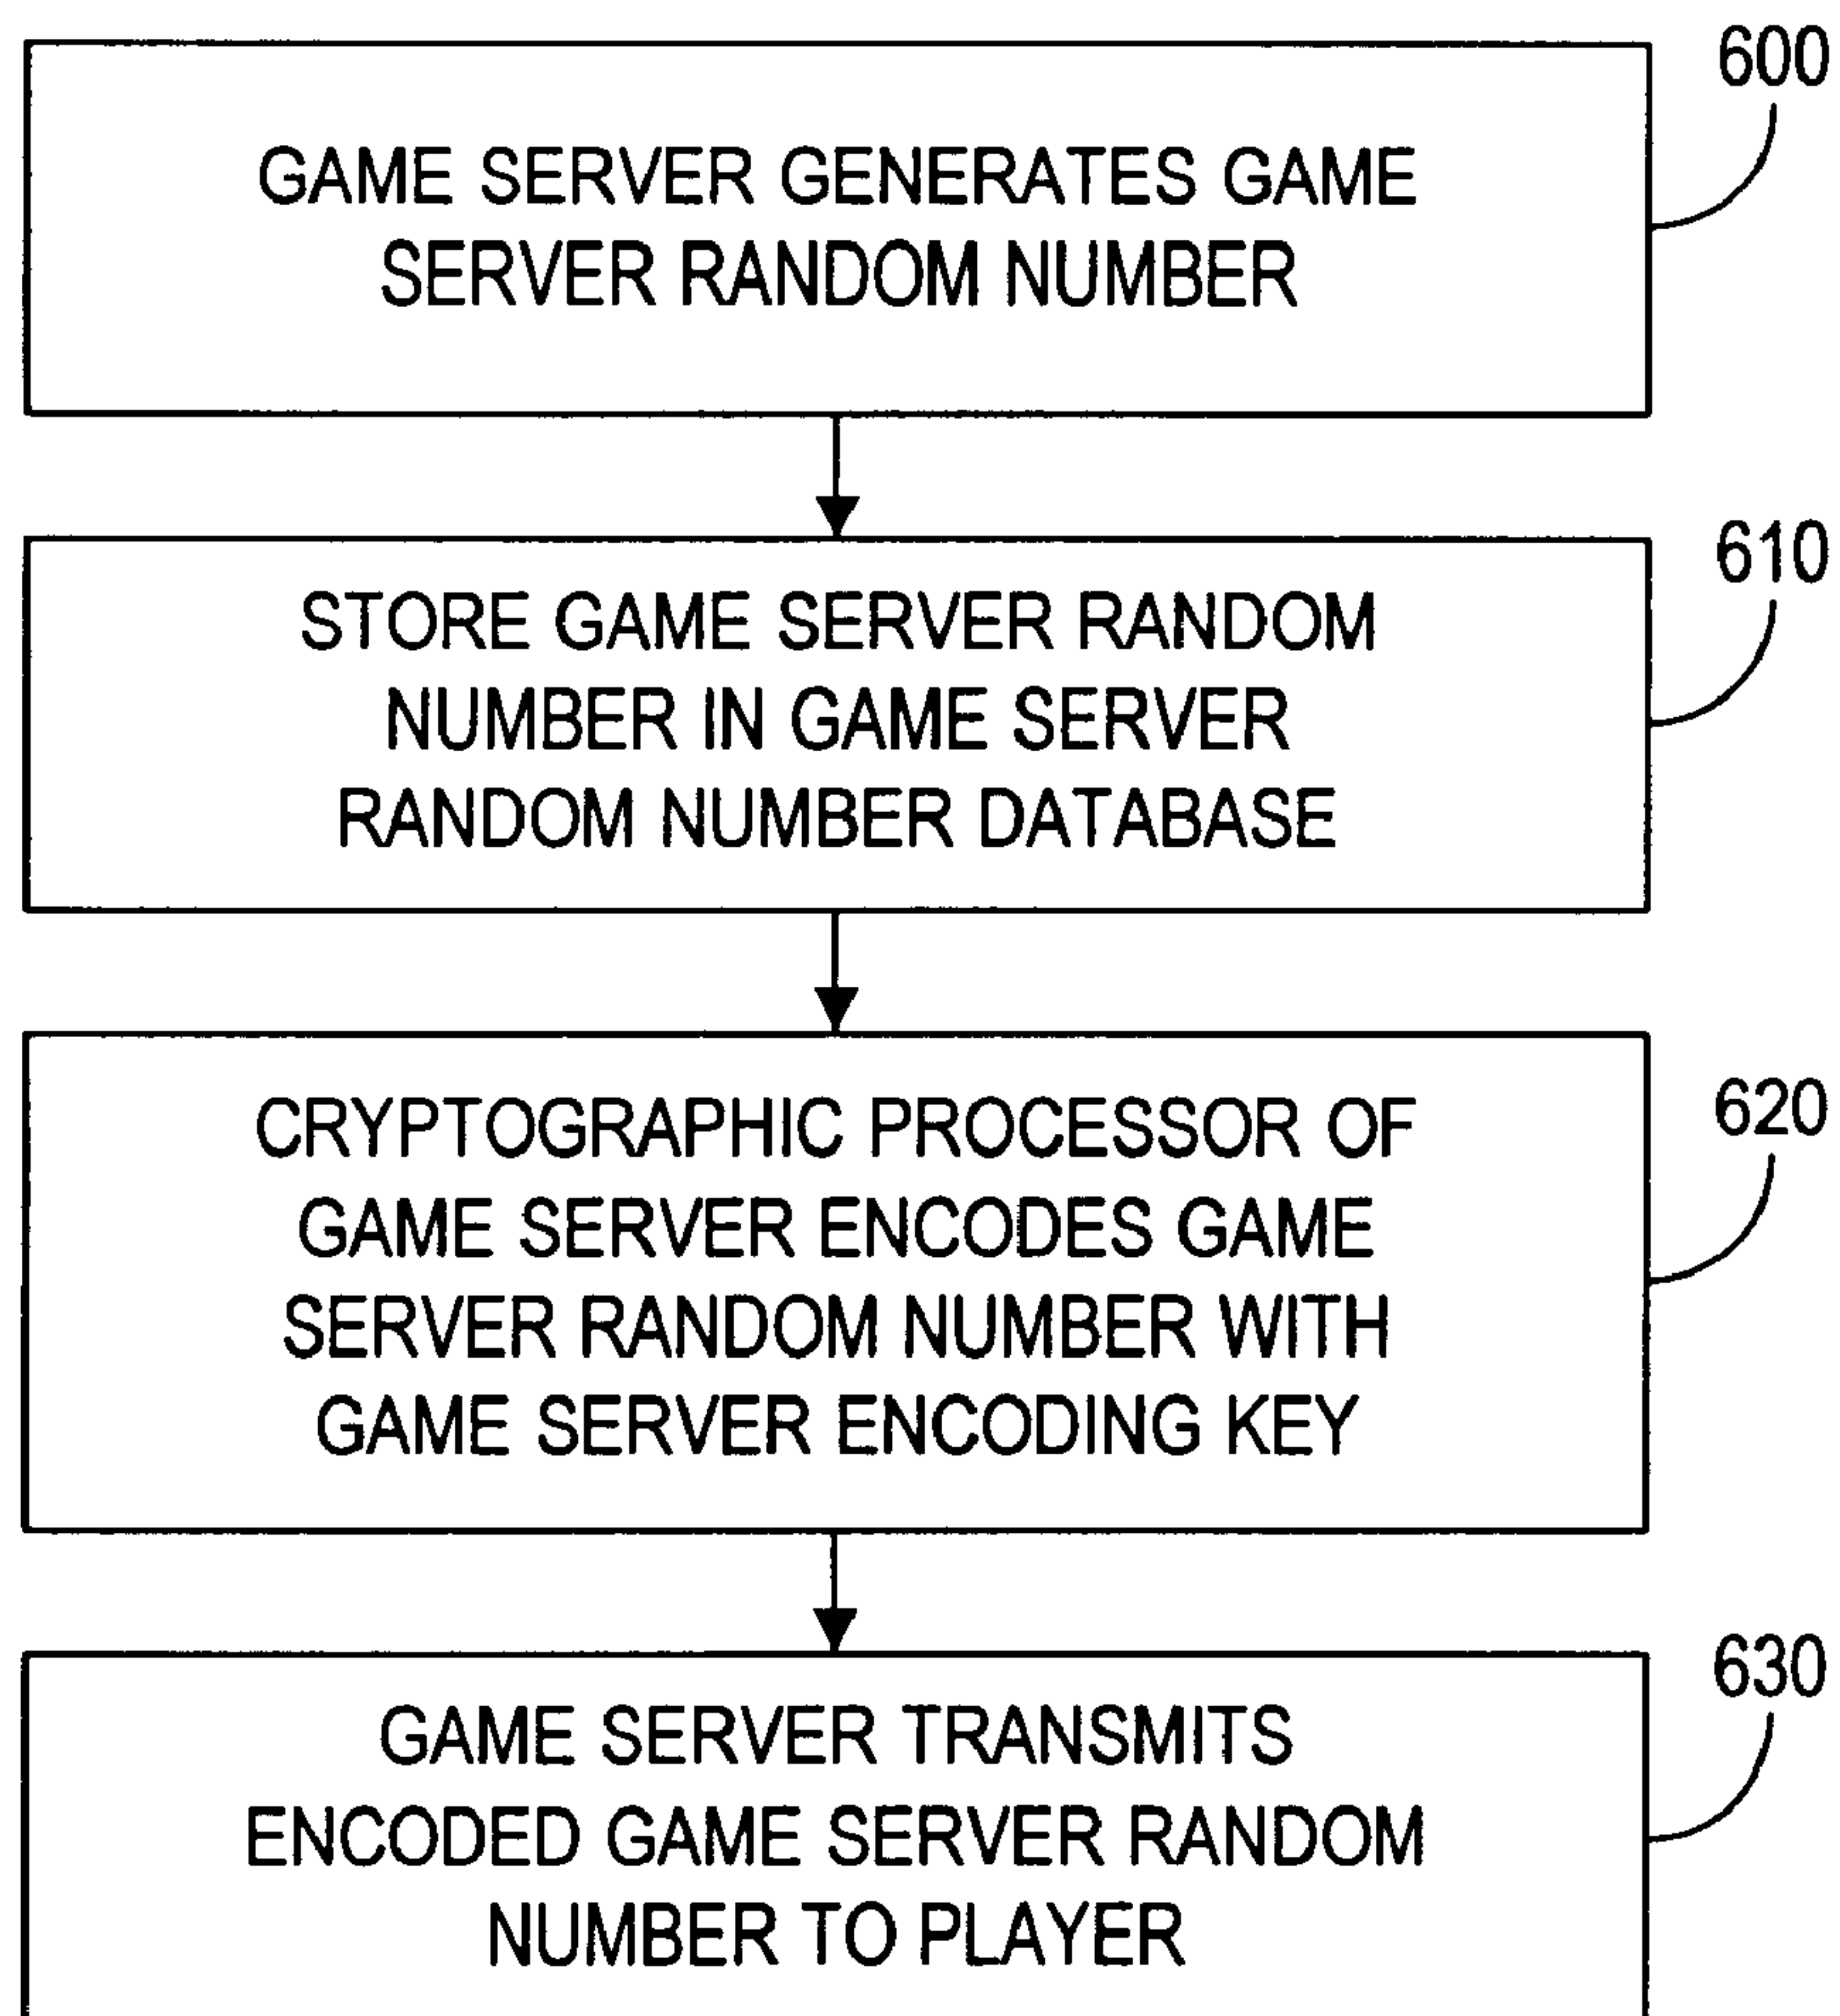 600
GAME SERVER GENERATES GAME
SERVER RANDOM NUMBER
610
STORE GAME SERVER RANDOM
NUMBER IN GAME SERVER
RANDOM NUMBER DATABASE
620
CRYPTOGRAPHIC PROCESSOR OF
GAME SERVER ENCODES GAME
SERVER RANDOM NUMBER WITH
GAME SERVER ENCODING KEY
630
GAME SERVER TRANSMITS
ENCODED GAME SERVER RANDOM
NUMBER TO PLAYER